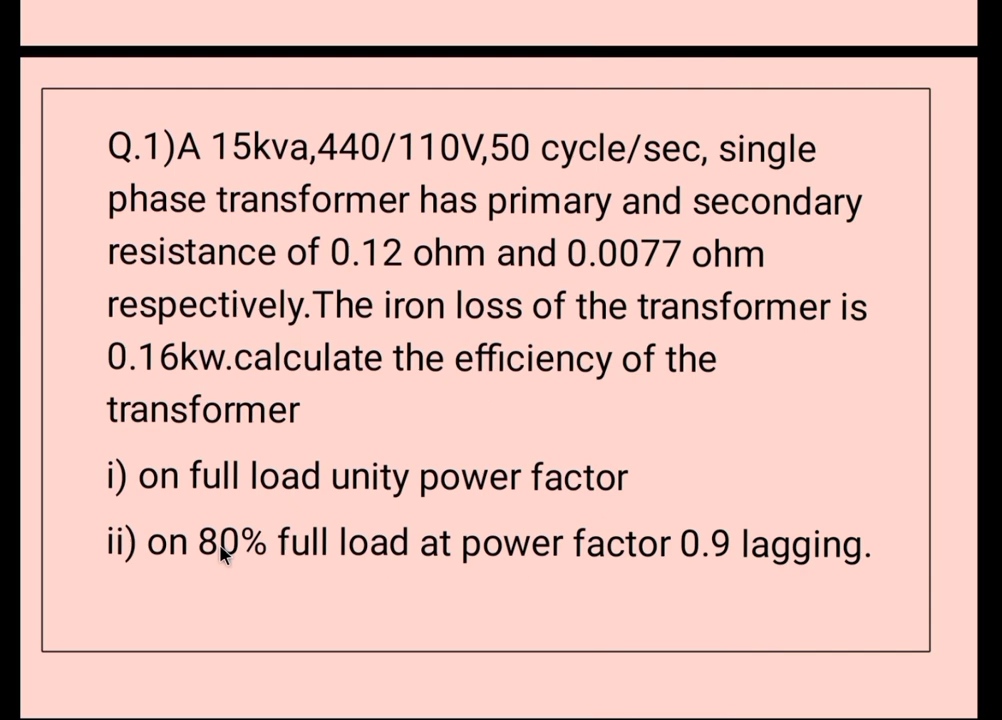 Q.1)A 15kva,440/110V,50 cycle/sec, single
phase transformer has primary and secondary
resistance of 0.12 ohm and 0.0077 ohm
respectively.The iron loss of the transformer is
0.16kw.calculate the efficiency of the
transformer
i) on full load unity power factor
ii) on 80% full load at power factor 0.9 lagging.